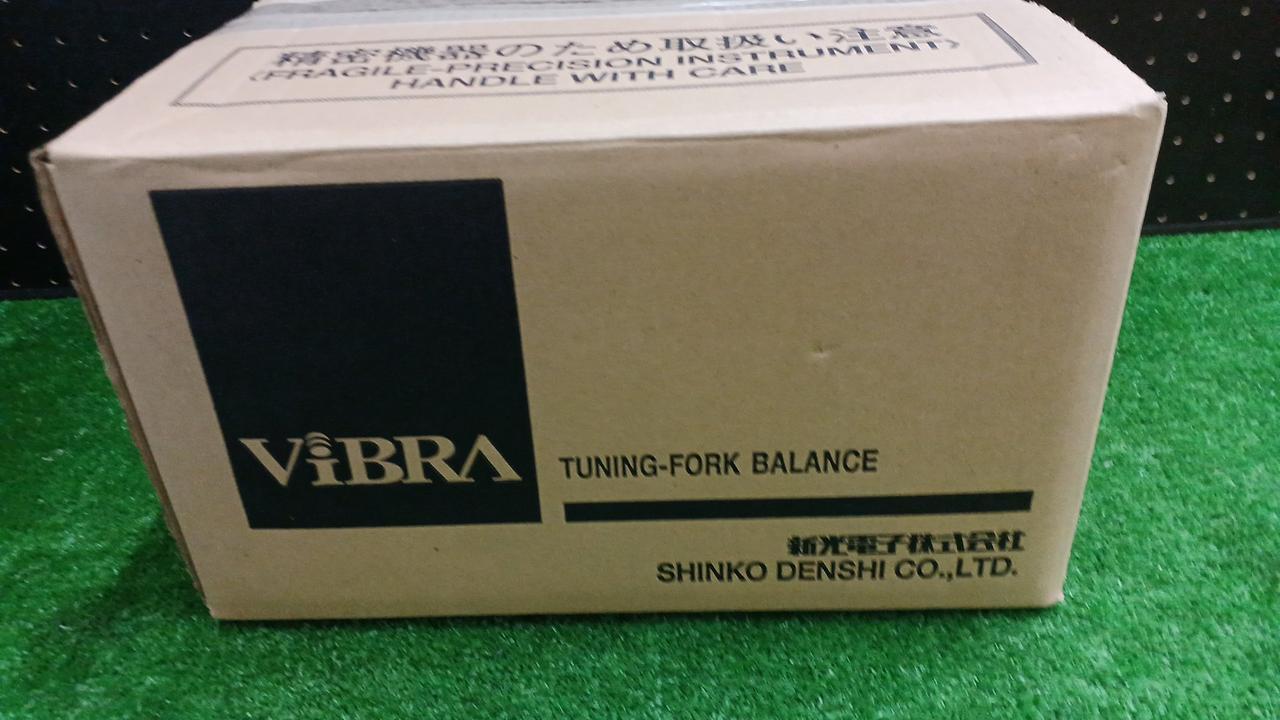 精密機器のため取扱い注意
〈FRAGILE-PRECISION INSTRUMENT〉
HANDLE WITH CARE
ViBRA
TUNING-FORK BALANCE
新光電子株式会社
SHINKO DENSHI CO.,LTD.